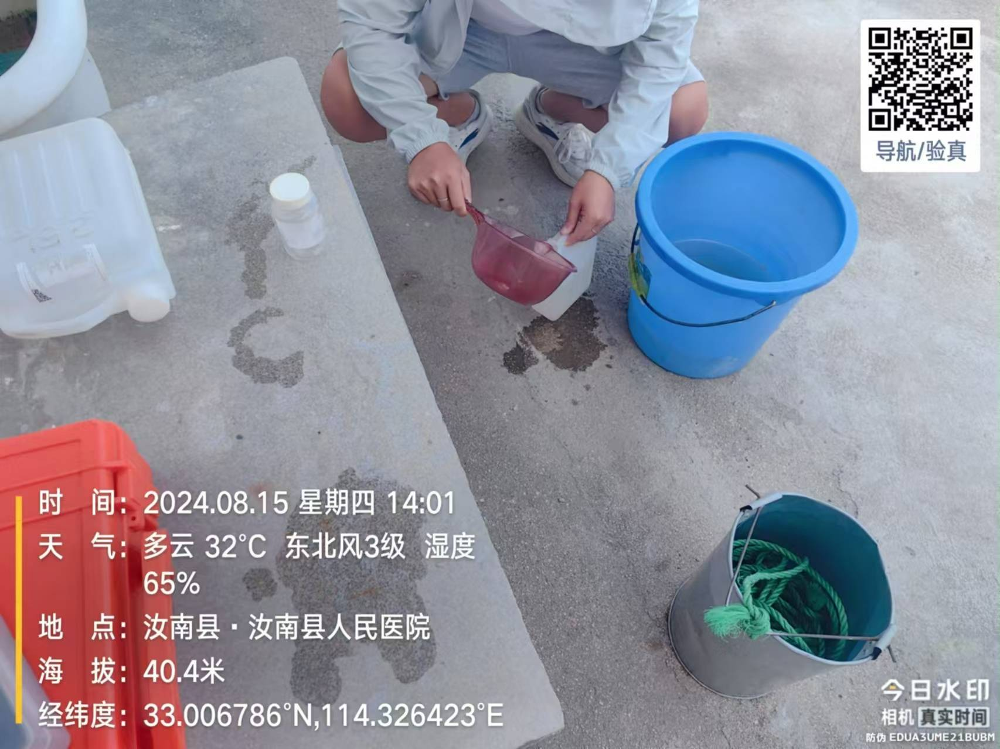 导航/验真
时 间：2024.08.15 星期四 14:01
天 气：多云 32°C 东北风3级 湿度
65%
地 点：汝南县·汝南县人民医院
海 拔：40.4米
经纬度：33.006786°N,114.326423°E
今日水印
相机 真实时间
防伪 EDUA3UME21BUBM